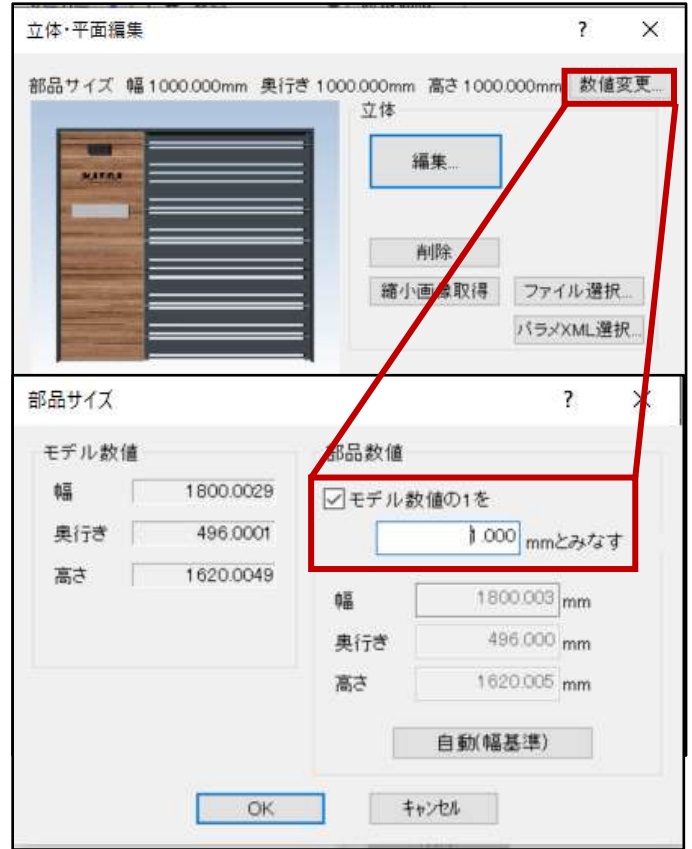 立体・平面編集 ? ×
部品サイズ 幅 1000.000mm 奥行き 1000.000mm 高さ 1000.000mm 数値変更...
立体
編集...
削除
縮小画像取得 ファイル選択...
パラメXML選択...
部品サイズ ? ×
モデル数値
幅 1800.0029
奥行き 496.0001
高さ 1620.0049
部品数値
モデル数値の1を
1.000 mmとみなす
幅 1800.003 mm
奥行き 496.000 mm
高さ 1620.005 mm
自動(幅基準)
OK キャンセル